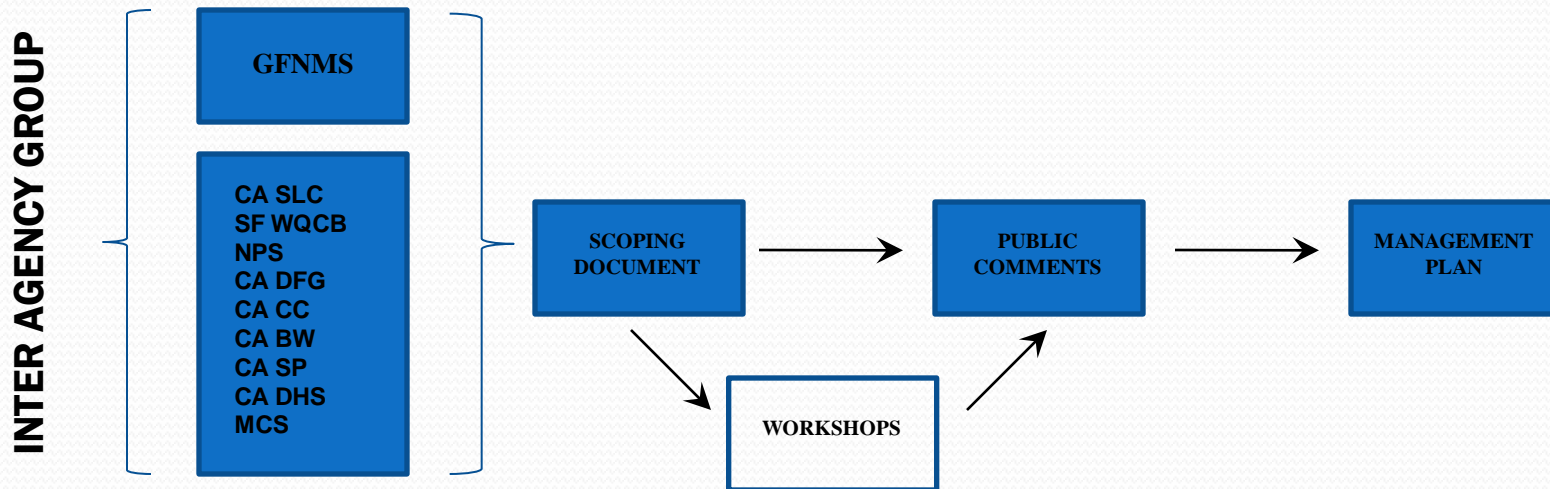 INTER AGENCY GROUP
GFNMS
CA SLC
SF WQCB
NPS
CA DFG
CA CC
CA BW
CA SP
CA DHS
MCS
SCOPING
DOCUMENT
PUBLIC
COMMENTS
MANAGEMENT
PLAN
WORKSHOPS